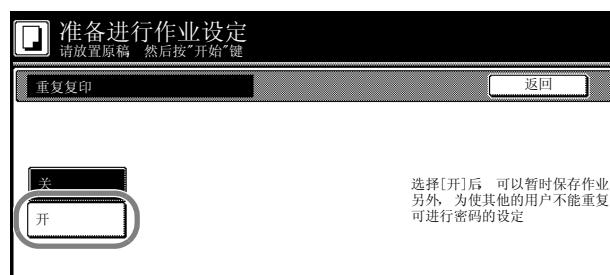 准备进行作业设定
请放置原稿 然后按"开始"键
重复复印
返回
关
开
选择[开]后 可以暂时保存作业
另外, 为使其他的用户不能重复
可进行密码的设定